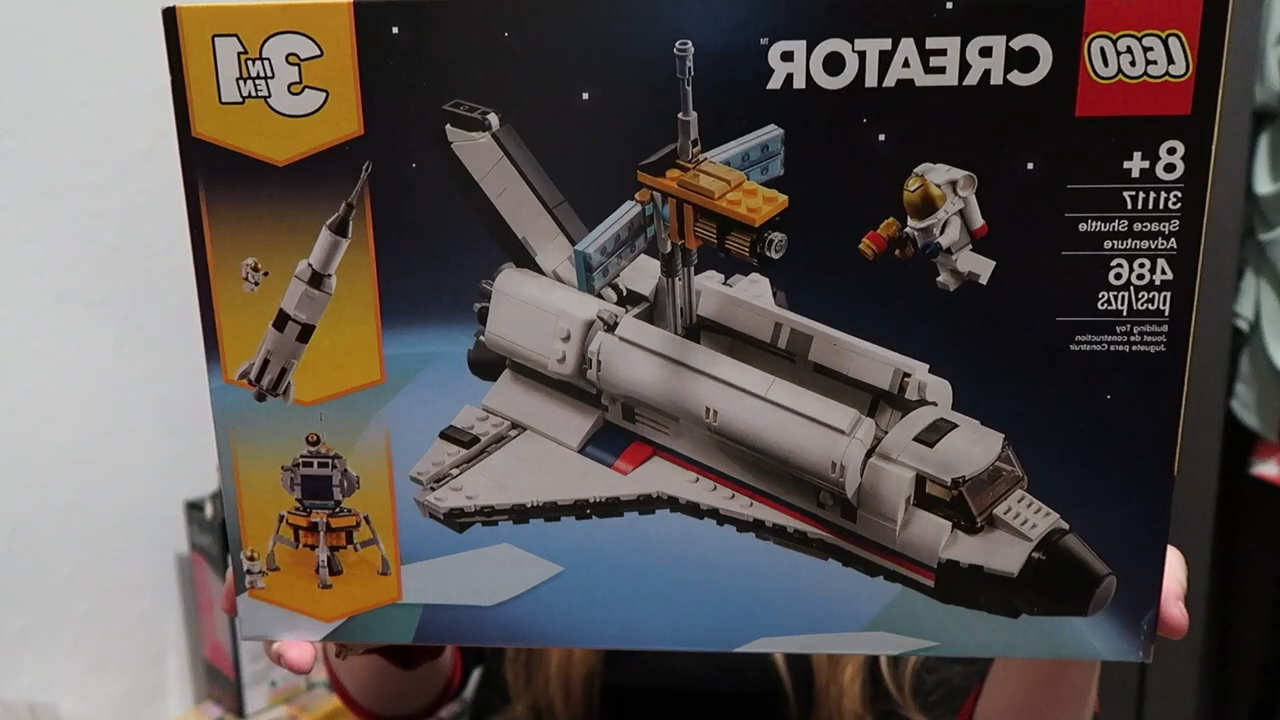 LEGO
CREATOR™
3 IN EN 1
8+
31117
Space Shuttle
Adventure
486
pcs/pzs
Building Toy
Jouet de construction
Juguete para Construir